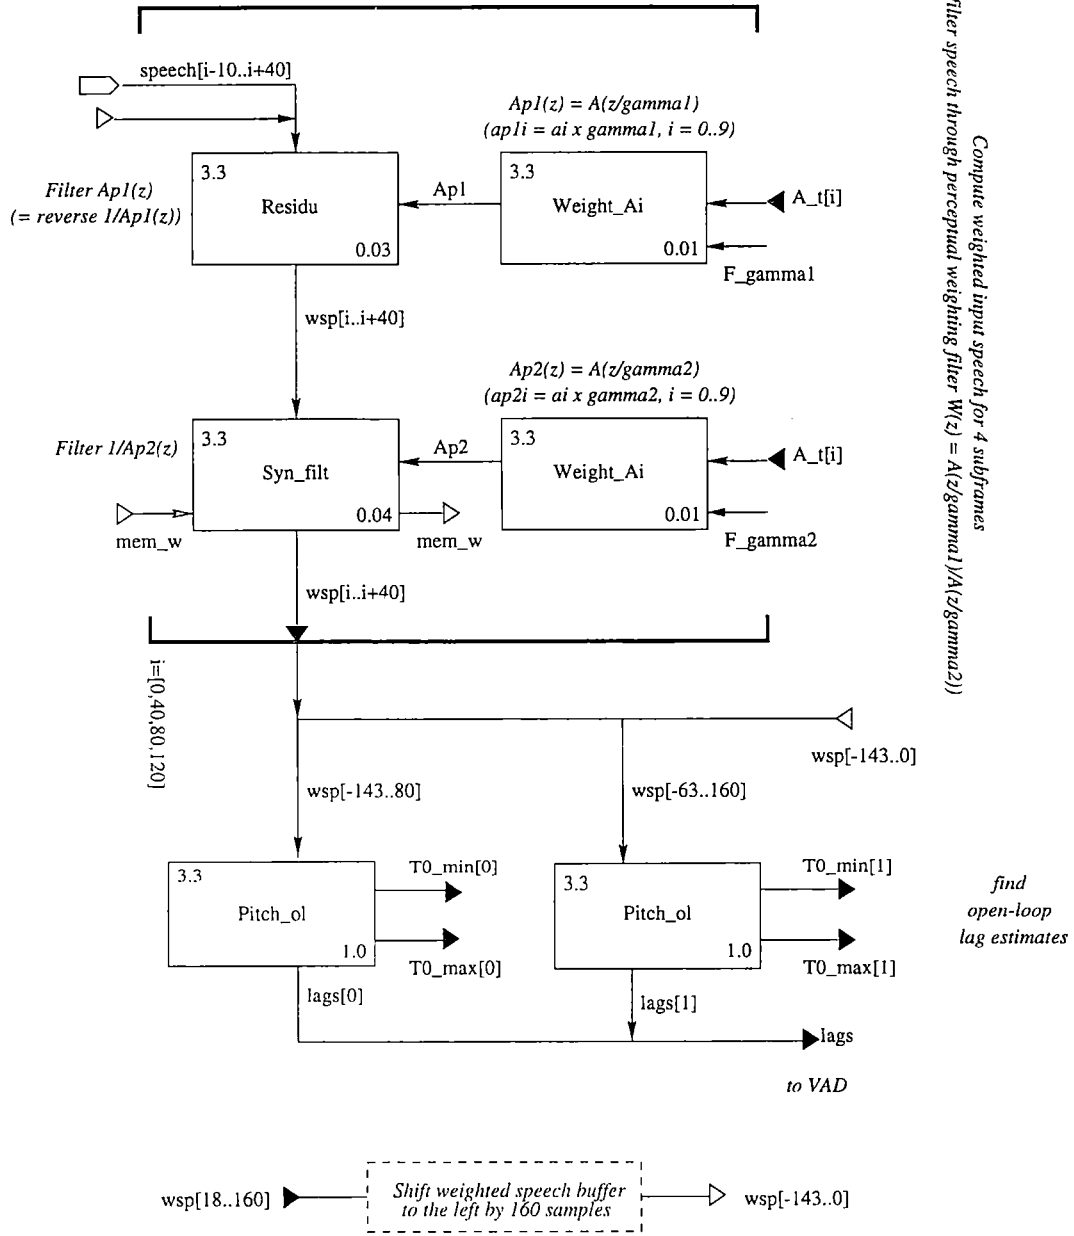 speech[i-10..i+40]
Ap1(z) = A(z/gamma1)
(ap1i = ai x gamma1, i = 0..9)
Filter Ap1(z)
(= reverse 1/Ap1(z))
3.3
Residu
0.03
Ap1
3.3
Weight_Ai
0.01
A_t[i]
F_gamma1
wsp[i..i+40]
Ap2(z) = A(z/gamma2)
(ap2i = ai x gamma2, i = 0..9)
Filter 1/Ap2(z)
3.3
Syn_filt
0.04
Ap2
3.3
Weight_Ai
0.01
A_t[i]
F_gamma2
mem_w
mem_w
wsp[i..i+40]
i=[0,40,80,120]
Compute weighted input speech for 4 subframes
filter speech through perceptual weighting filter W(z) = A(z/gamma1)/A(z/gamma2))
wsp[-143..0]
wsp[-143..80]
wsp[-63..160]
3.3
Pitch_ol
1.0
T0_min[0]
T0_max[0]
3.3
Pitch_ol
1.0
T0_min[1]
T0_max[1]
find
open-loop
lag estimates
lags[0]
lags[1]
lags
to VAD
wsp[18..160]
Shift weighted speech buffer
to the left by 160 samples
wsp[-143..0]